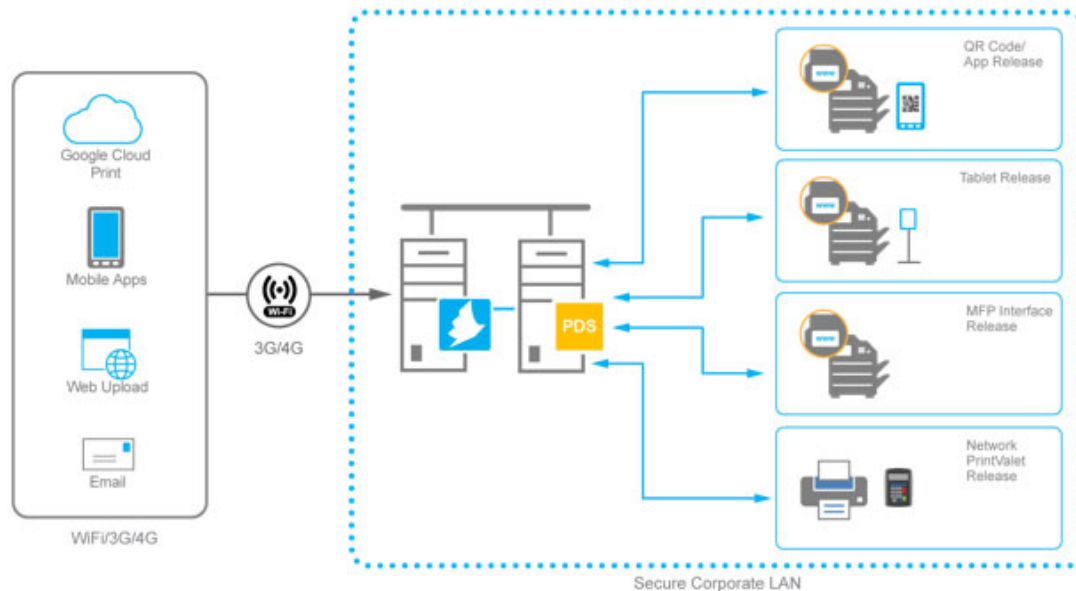 Google Cloud
Print
Mobile Apps
Web Upload
Email
WiFi/3G/4G
Wi-Fi
3G/4G
PDS
www
QR Code/
App Release
www
Tablet Release
www
MFP Interface
Release
Network
PrintValet
Release
Secure Corporate LAN